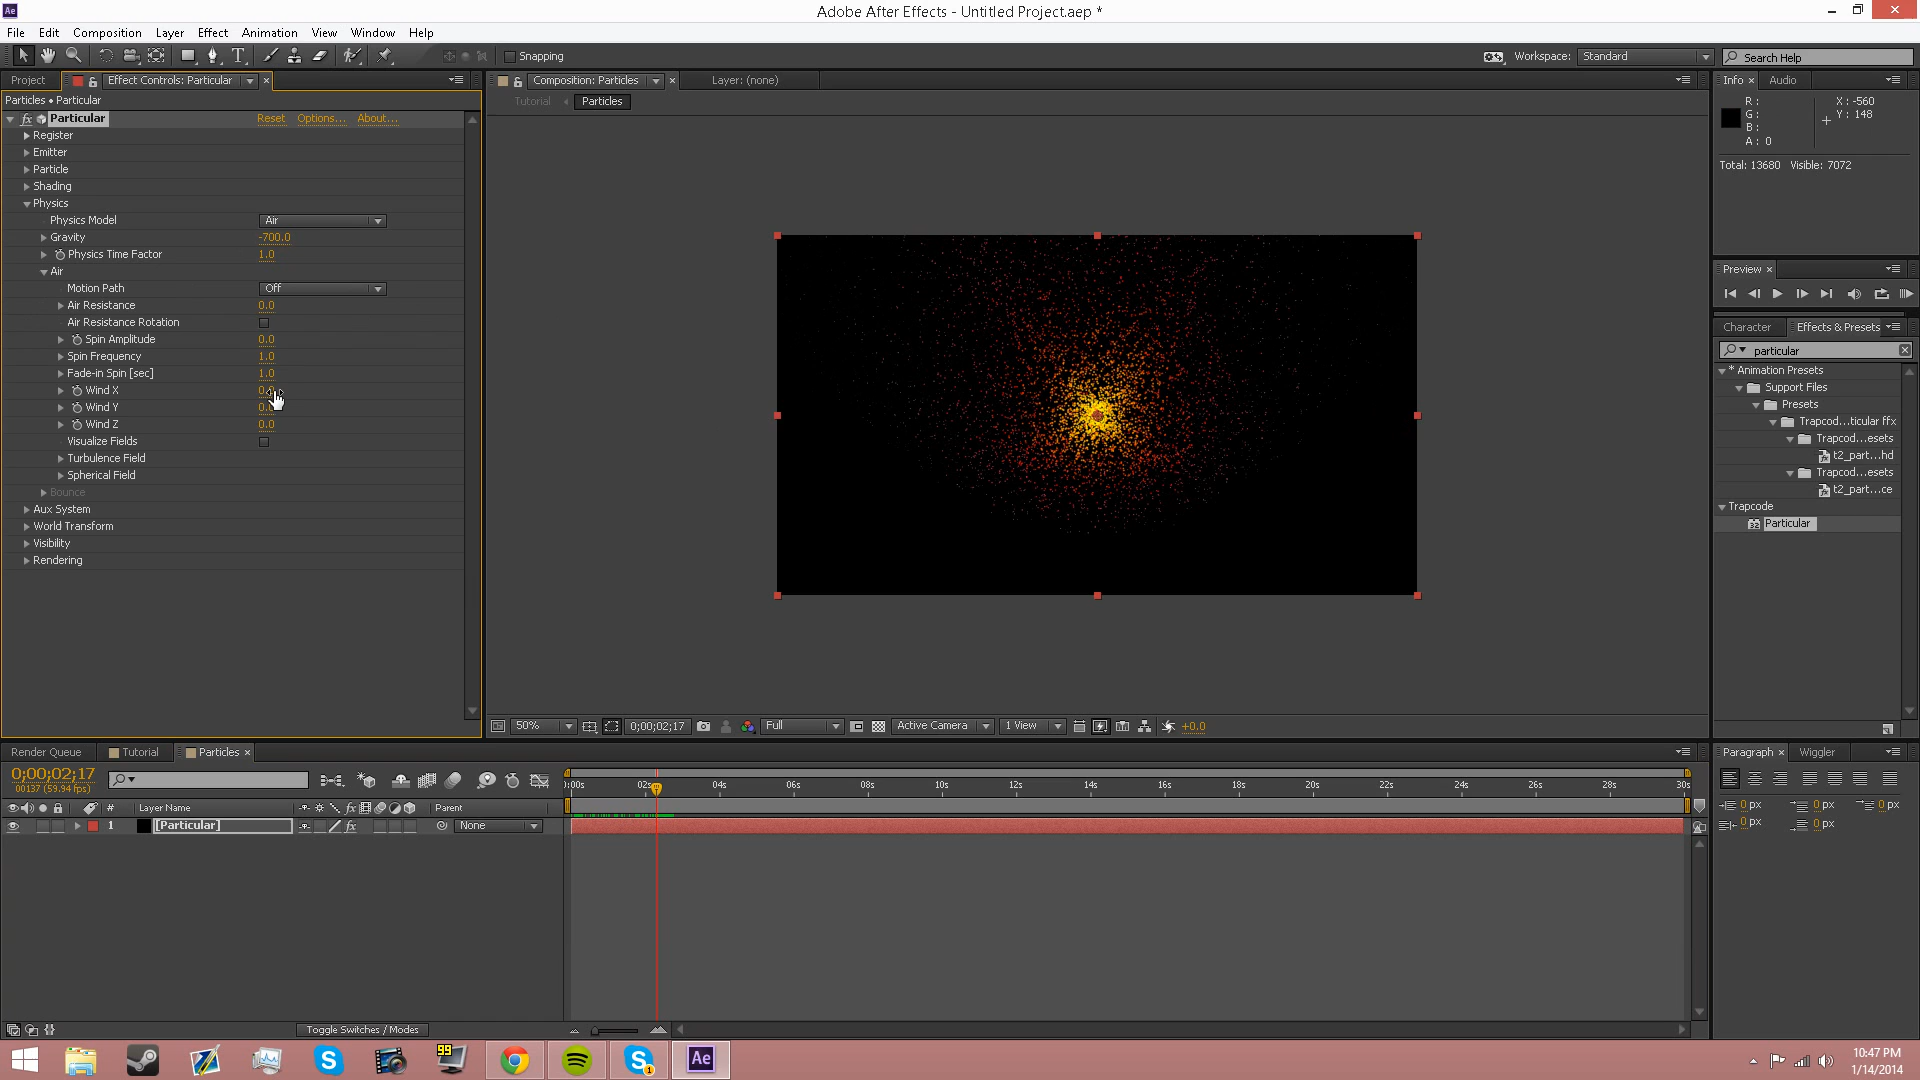 Ae
Adobe After Effects - Untitled Project.aep *
File Edit Composition Layer Effect Animation View Window Help
T Snapping Workspace: Standard Search Help
Project Effect Controls: Particular × Composition: Particles × Layer: (none) Info × Audio
Particles • Particular
Tutorial Particles
R : X : -560
G : Y : 148
B :
A : 0
Total: 13680 Visible: 7072
fx Particular Reset Options... About...
Register
Emitter
Particle
Shading
Physics
Physics Model Air
Gravity -700.0
Physics Time Factor 1.0
Air
Motion Path Off
Air Resistance 0.0
Air Resistance Rotation
Spin Amplitude 0.0
Spin Frequency 1.0
Fade-in Spin [sec] 1.0
Wind X
Wind Y
Wind Z 0.0
Visualize Fields
Turbulence Field
Spherical Field
Bounce
Aux System
World Transform
Visibility
Rendering
Preview ×
Character Effects & Presets
particular
* Animation Presets
Support Files
Presets
Trapcod...ticular ffx
Trapcod...esets
t2_part...hd
Trapcod...esets
t2_part...ce
Trapcode
32 Particular
50% 0;00;02;17 Full Active Camera 1 View +0.0
Render Queue Tutorial Particles × Paragraph × Wiggler
0;00;02;17
00137 (59.94 fps)
):00s 02s 04s 06s 08s 10s 12s 14s 16s 18s 20s 22s 24s 26s 28s 30s
# Layer Name fx Parent
1 [Particular] fx None
0 px 0 px 0 px
0 px 0 px
Toggle Switches / Modes
99 S S 1 Ae
10:47 PM
1/14/2014